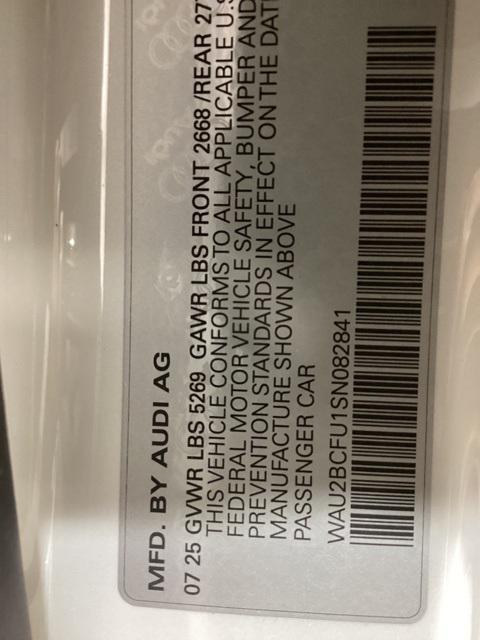 MFD. BY AUDI AG
07 25 GVWR LBS 5269 GAWR LBS FRONT 2668 /REAR 27
THIS VEHICLE CONFORMS TO ALL APPLICABLE U.S
FEDERAL MOTOR VEHICLE SAFETY, BUMPER AND
PREVENTION STANDARDS IN EFFECT ON THE DAT
MANUFACTURE SHOWN ABOVE
PASSENGER CAR
WAU2BCFU1SN082841